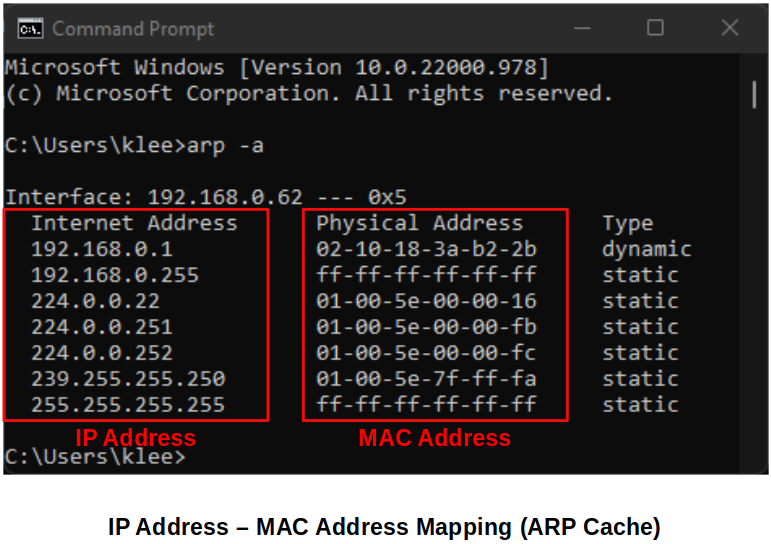 Command Prompt
Microsoft Windows [Version 10.0.22000.978]
(c) Microsoft Corporation. All rights reserved.
C:\Users\klee>arp -a
Interface: 192.168.0.62 --- 0x5
Internet Address Physical Address Type
192.168.0.1 02-10-18-3a-b2-2b dynamic
192.168.0.255 ff-ff-ff-ff-ff-ff static
224.0.0.22 01-00-5e-00-00-16 static
224.0.0.251 01-00-5e-00-00-fb static
224.0.0.252 01-00-5e-00-00-fc static
239.255.255.250 01-00-5e-7f-ff-fa static
255.255.255.255 ff-ff-ff-ff-ff-ff static
IP Address MAC Address
C:\Users\klee>
IP Address – MAC Address Mapping (ARP Cache)